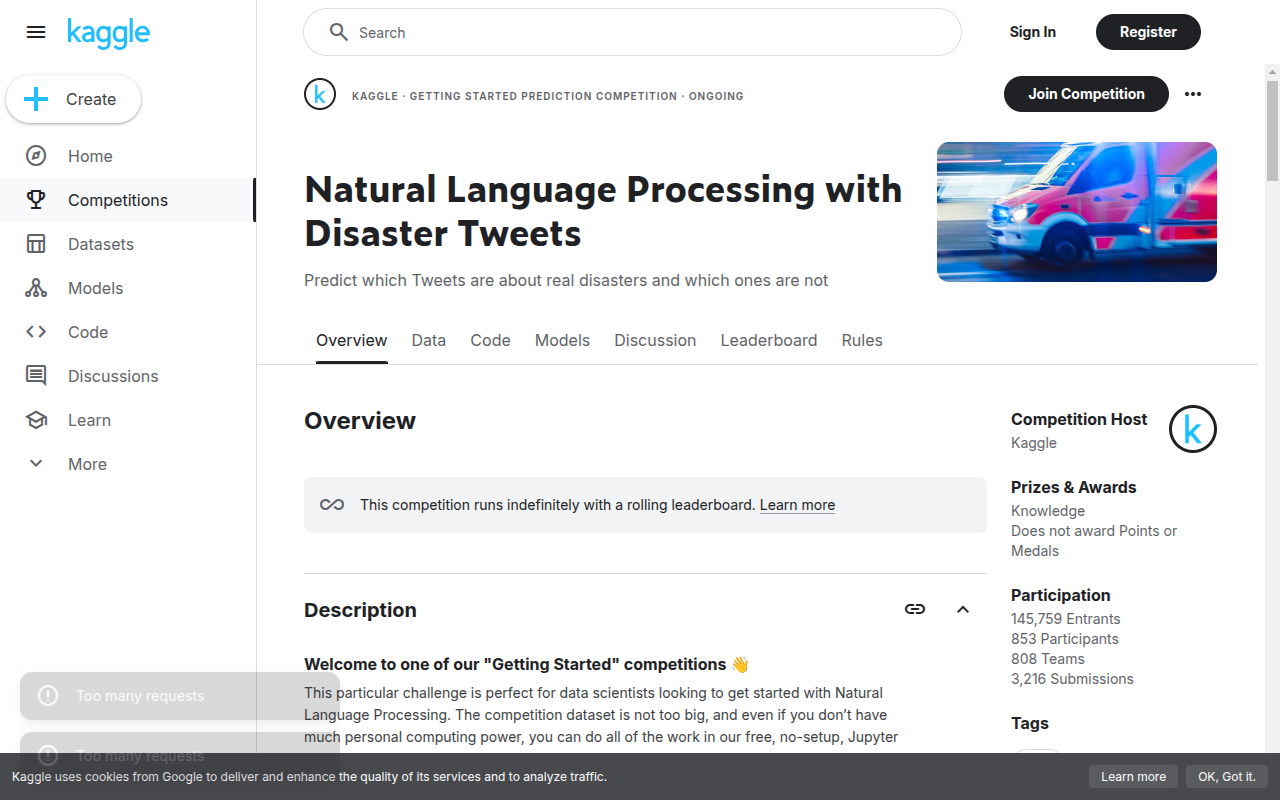 kaggle
Search
Sign In
Register
Create
Home
Competitions
Datasets
Models
Code
Discussions
Learn
More
k
KAGGLE · GETTING STARTED PREDICTION COMPETITION · ONGOING
Join Competition
Natural Language Processing with
Disaster Tweets
Predict which Tweets are about real disasters and which ones are not
Overview
Data
Code
Models
Discussion
Leaderboard
Rules
Overview
This competition runs indefinitely with a rolling leaderboard. Learn more
Description
Welcome to one of our "Getting Started" competitions 👋
This particular challenge is perfect for data scientists looking to get started with Natural
Language Processing. The competition dataset is not too big, and even if you don’t have
much personal computing power, you can do all of the work in our free, no-setup, Jupyter
Competition Host
Kaggle
k
Prizes & Awards
Knowledge
Does not award Points or
Medals
Participation
145,759 Entrants
853 Participants
808 Teams
3,216 Submissions
Tags
Too many requests
Too many requests
Kaggle uses cookies from Google to deliver and enhance the quality of its services and to analyze traffic.
Learn more
OK, Got it.